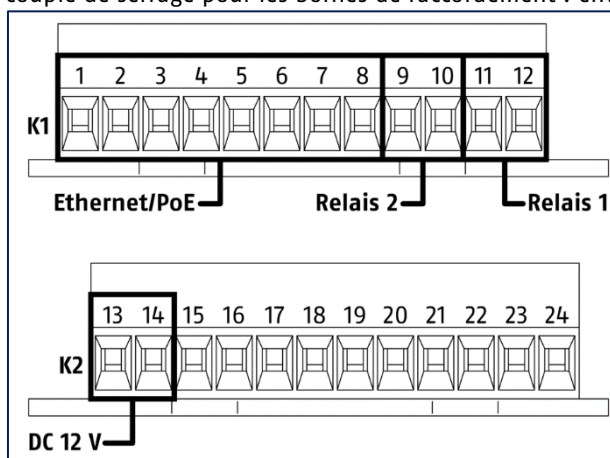 couple de serrage pour les bornes de raccordement :
1 2 3 4 5 6 7 8 9 10 11 12
K1
Ethernet/PoE Relais 2 Relais 1
13 14 15 16 17 18 19 20 21 22 23 24
K2
DC 12 V